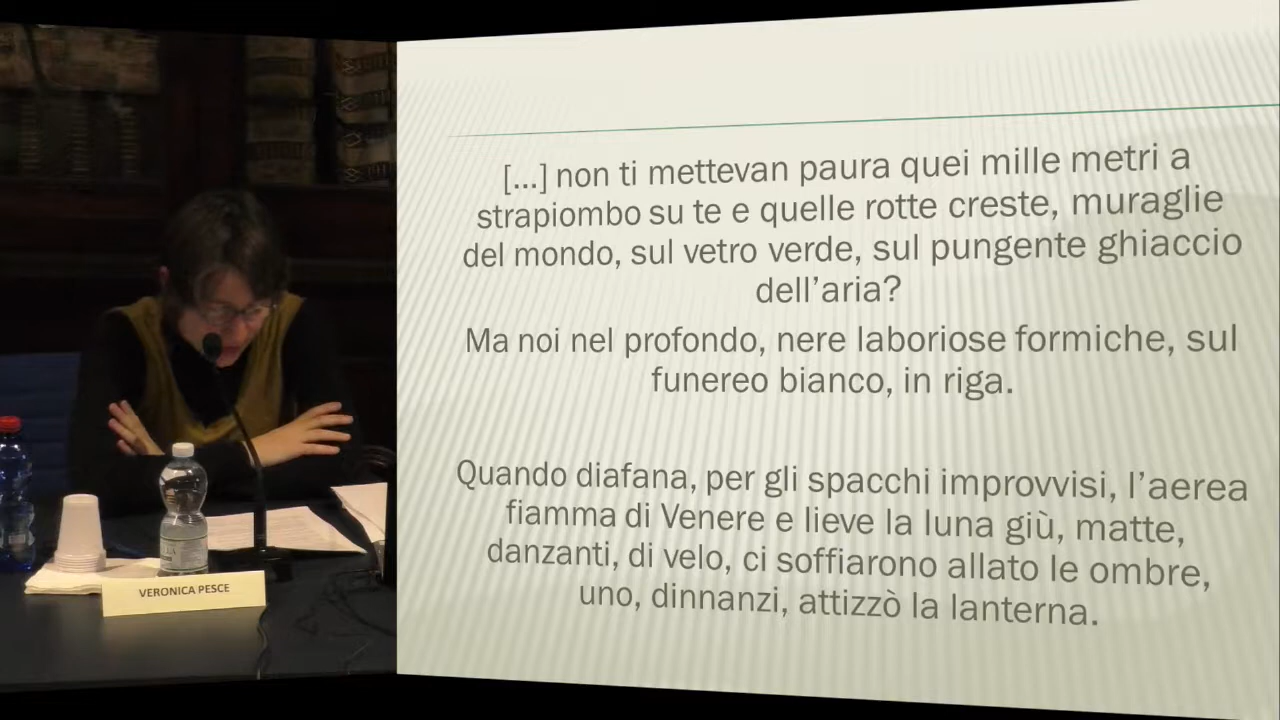 [...] non ti mettevan paura quei mille metri a
strapiombo su te e quelle rotte creste, muraglie
del mondo, sul vetro verde, sul pungente ghiaccio
dell'aria?
Ma noi nel profondo, nere laboriose formiche, sul
funereo bianco, in riga.
Quando diafana, per gli spacchi improvvisi, l'aerea
fiamma di Venere e lieve la luna giù, matte,
danzanti, di velo, ci soffiarono allato le ombre,
uno, dinnanzi, attizzò la lanterna.
VERONICA PESCE